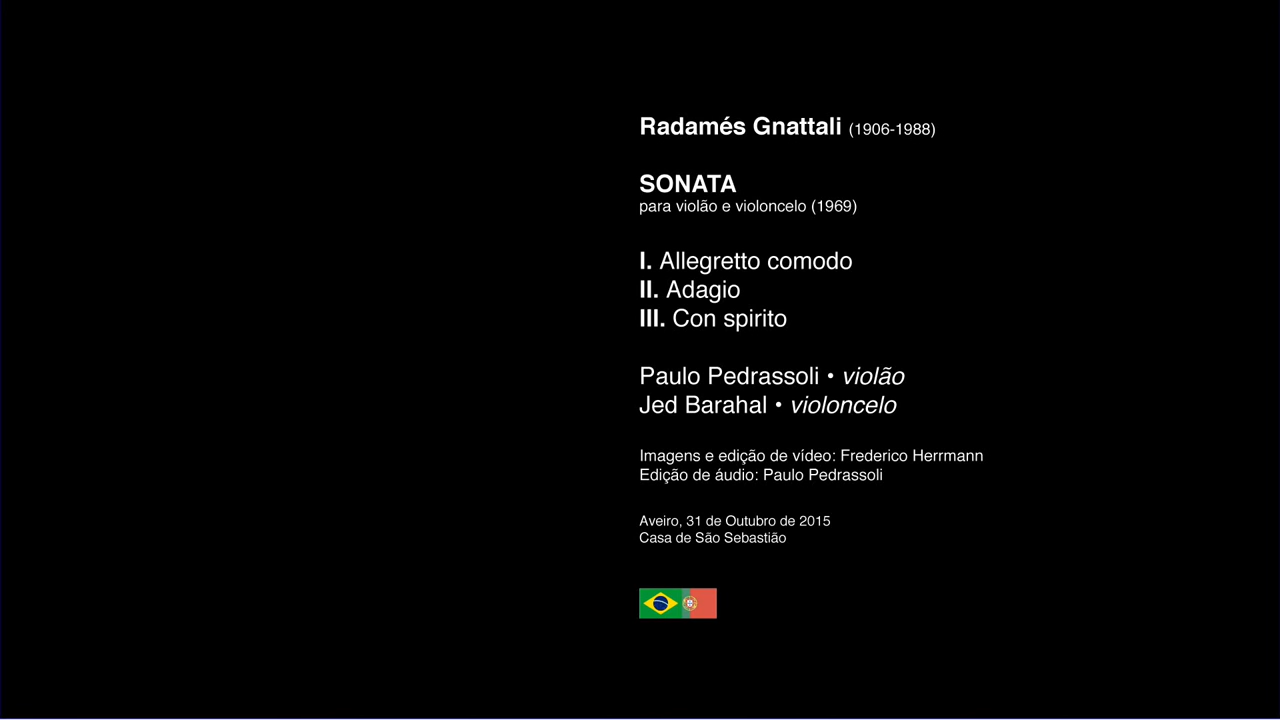 Radamés Gnattali (1906-1988)
SONATA
para violão e violoncelo (1969)
I. Allegretto comodo
II. Adagio
III. Con spirito
Paulo Pedrassoli • violão
Jed Barahal • violoncelo
Imagens e edição de vídeo: Frederico Herrmann
Edição de áudio: Paulo Pedrassoli
Aveiro, 31 de Outubro de 2015
Casa de São Sebastião